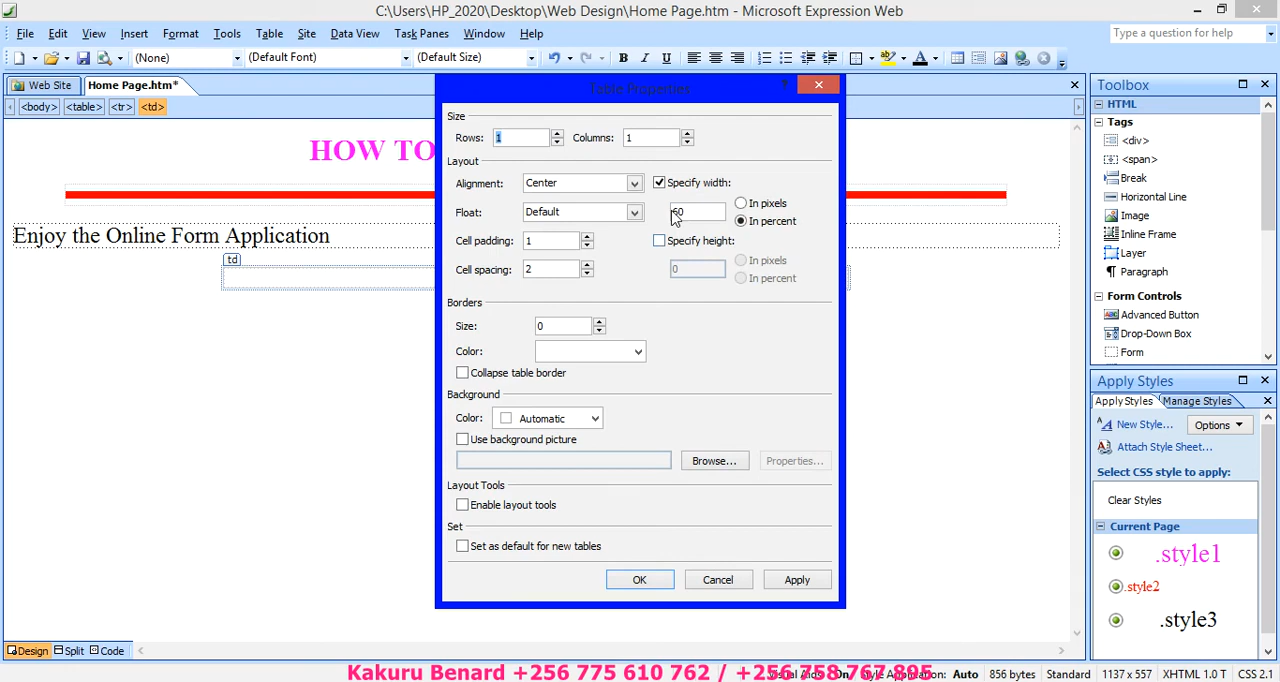 C:\Users\HP_2020\Desktop\Web Design\Home Page.htm - Microsoft Expression Web
File Edit View Insert Format Tools Table Site Data View Task Panes Window Help
Type a question for help
(None) (Default Font) (Default Size) B I U A
Web Site Home Page.htm*
<body> <table> <tr> <td>
HOW TO
Enjoy the Online Form Application
td
Table Properties
Size
Rows: 1 Columns: 1
Layout
Alignment: Center Specify width:
In pixels
Float: Default 60
In percent
Cell padding: 1 Specify height:
In pixels
Cell spacing: 2 0
In percent
Borders
Size: 0
Color:
Collapse table border
Background
Color: Automatic
Use background picture
Browse... Properties...
Layout Tools
Enable layout tools
Set
Set as default for new tables
OK Cancel Apply
Toolbox
HTML
Tags
<div>
<span>
Break
Horizontal Line
Image
Inline Frame
Layer
Paragraph
Form Controls
Advanced Button
Drop-Down Box
Form
Apply Styles
Apply Styles Manage Styles
New Style... Options
Attach Style Sheet...
Select CSS style to apply:
Clear Styles
Current Page
.style1
.style2
.style3
Design Split Code
Kakuru Benard +256 775 610 762 / +256 758 767 895
Visual Aids: On Style Application: Auto 856 bytes Standard 1137 x 557 XHTML 1.0 T CSS 2.1